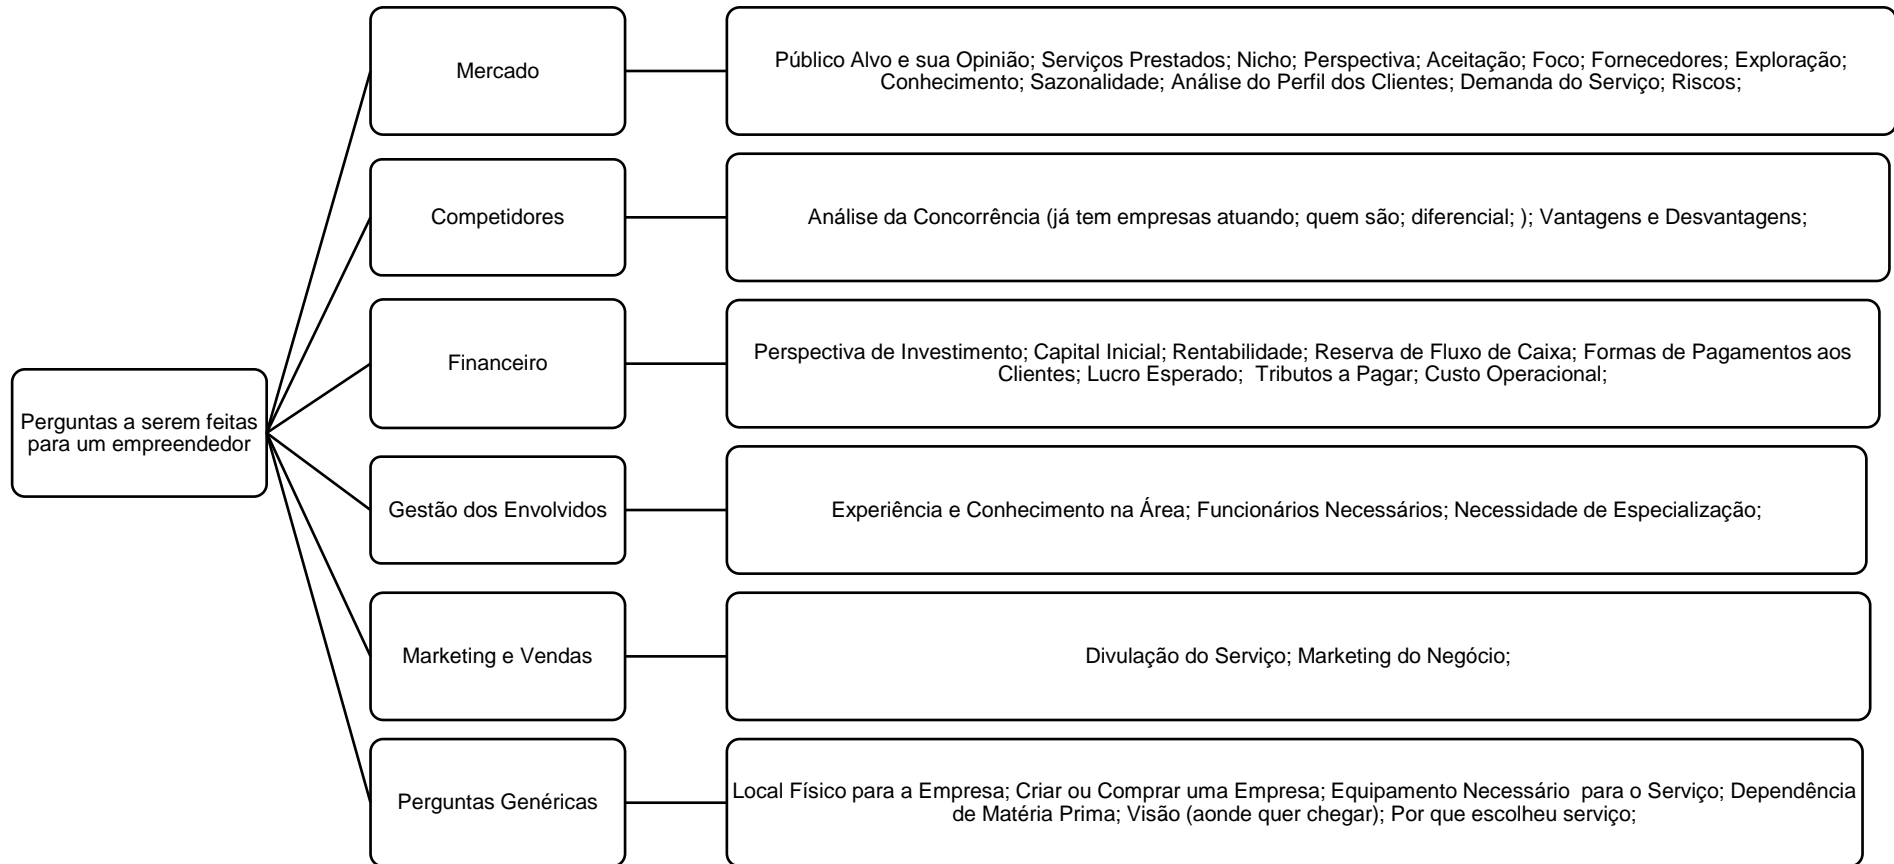 Perguntas a serem feitas
para um empreendedor
Mercado
Público Alvo e sua Opinião; Serviços Prestados; Nicho; Perspectiva; Aceitação; Foco; Fornecedores; Exploração;
Conhecimento; Sazonalidade; Análise do Perfil dos Clientes; Demanda do Serviço; Riscos;
Competidores
Análise da Concorrência (já tem empresas atuando; quem são; diferencial; ); Vantagens e Desvantagens;
Financeiro
Perspectiva de Investimento; Capital Inicial; Rentabilidade; Reserva de Fluxo de Caixa; Formas de Pagamentos aos
Clientes; Lucro Esperado;  Tributos a Pagar; Custo Operacional;
Gestão dos Envolvidos
Experiência e Conhecimento na Área; Funcionários Necessários; Necessidade de Especialização;
Marketing e Vendas
Divulação do Serviço; Marketing do Negócio;
Perguntas Genéricas
Local Físico para a Empresa; Criar ou Comprar uma Empresa; Equipamento Necessário  para o Serviço; Dependência
de Matéria Prima; Visão (aonde quer chegar); Por que escolheu serviço;